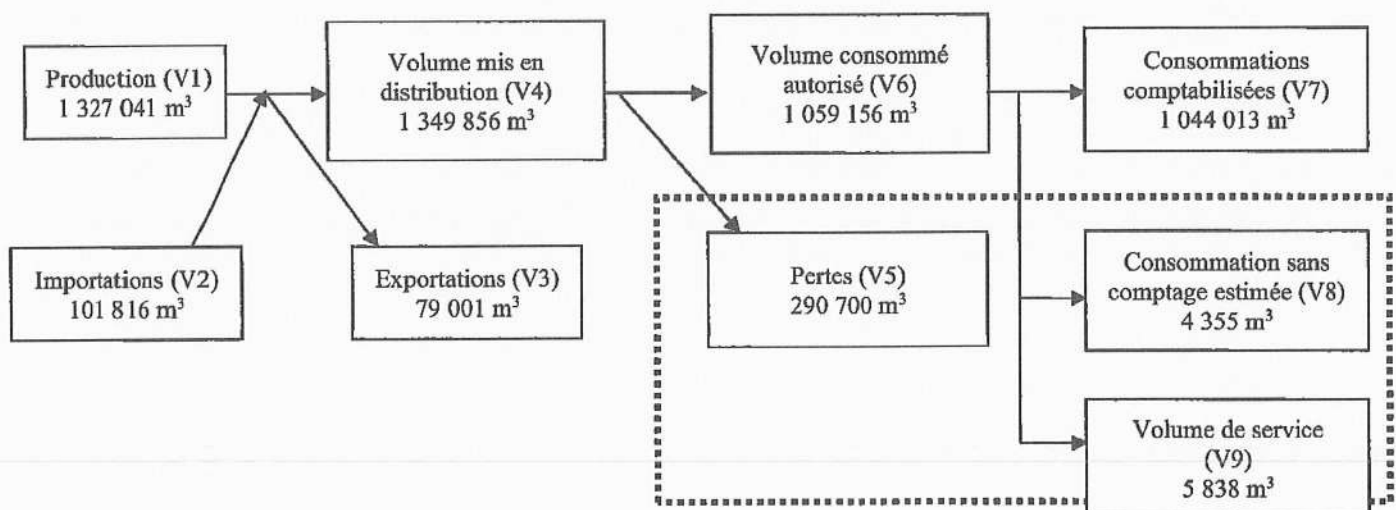 Production (V1)
1 327 041 m³
Volume mis en
distribution (V4)
1 349 856 m³
Volume consommé
autorisé (V6)
1 059 156 m³
Consommations
comptabilisées (V7)
1 044 013 m³
Importations (V2)
101 816 m³
Exportations (V3)
79 001 m³
Pertes (V5)
290 700 m³
Consommation sans
comptage estimée (V8)
4 355 m³
Volume de service
(V9)
5 838 m³